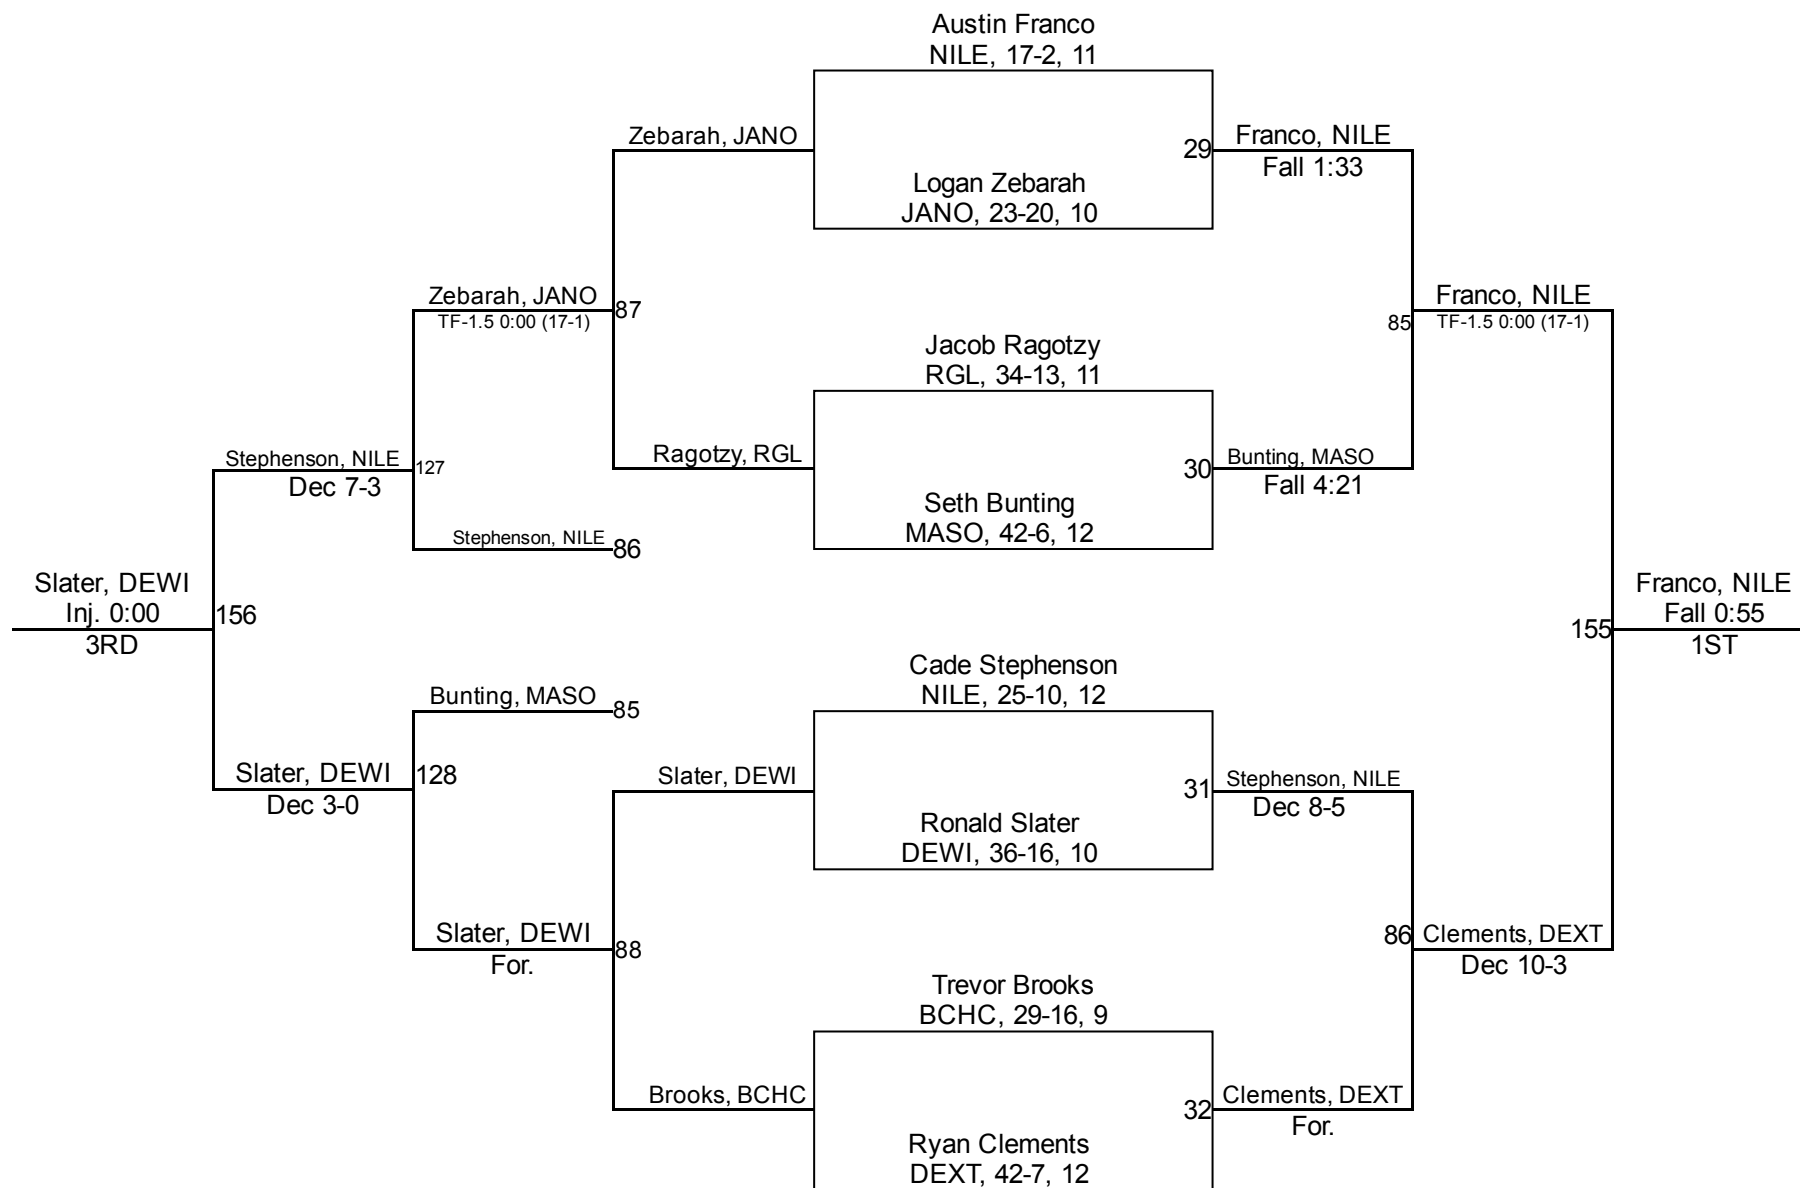 Austin Franco
NILE, 17-2, 11
Zebarah, JANO
29
Franco, NILE
Fall 1:33
Logan Zebarah
JANO, 23-20, 10
Zebarah, JANO
TF-1.5 0:00 (17-1)
87
Franco, NILE
TF-1.5 0:00 (17-1)
85
Jacob Ragotzy
RGL, 34-13, 11
Ragotzy, RGL
30
Bunting, MASO
Fall 4:21
Stephenson, NILE
Dec 7-3
127
Seth Bunting
MASO, 42-6, 12
Stephenson, NILE
86
Slater, DEWI
Inj. 0:00
3RD
156
155
Franco, NILE
Fall 0:55
1ST
Cade Stephenson
NILE, 25-10, 12
Bunting, MASO
85
Slater, DEWI
Dec 3-0
128
Slater, DEWI
31
Stephenson, NILE
Dec 8-5
Ronald Slater
DEWI, 36-16, 10
Slater, DEWI
For.
88
86
Clements, DEXT
Dec 10-3
Trevor Brooks
BCHC, 29-16, 9
Brooks, BCHC
32
Clements, DEXT
For.
Ryan Clements
DEXT, 42-7, 12